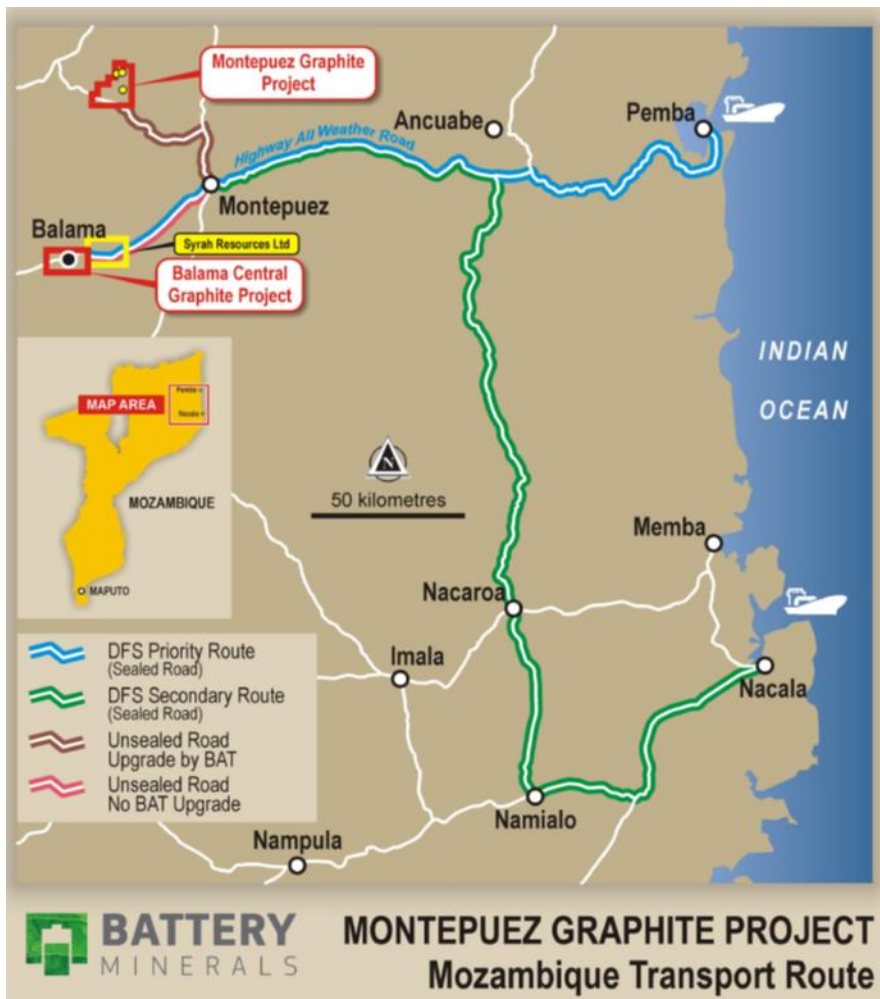 Montepuez Graphite
Project
Ancuabe
Pemba
Highway All Weather Road
Montepuez
Balama
Syrah Resources Ltd
Balama Central
Graphite Project
INDIAN
OCEAN
MAP AREA
Pemba
Nacala
MOZAMBIQUE
MAPUTO
N
50 kilometres
Memba
Nacaroa
Imala
Nacala
Namialo
Nampula
DFS Priority Route
(Sealed Road)
DFS Secondary Route
(Sealed Road)
Unsealed Road
Upgrade by BAT
Unsealed Road
No BAT Upgrade
BATTERY
MINERALS
MONTEPUEZ GRAPHITE PROJECT
Mozambique Transport Route